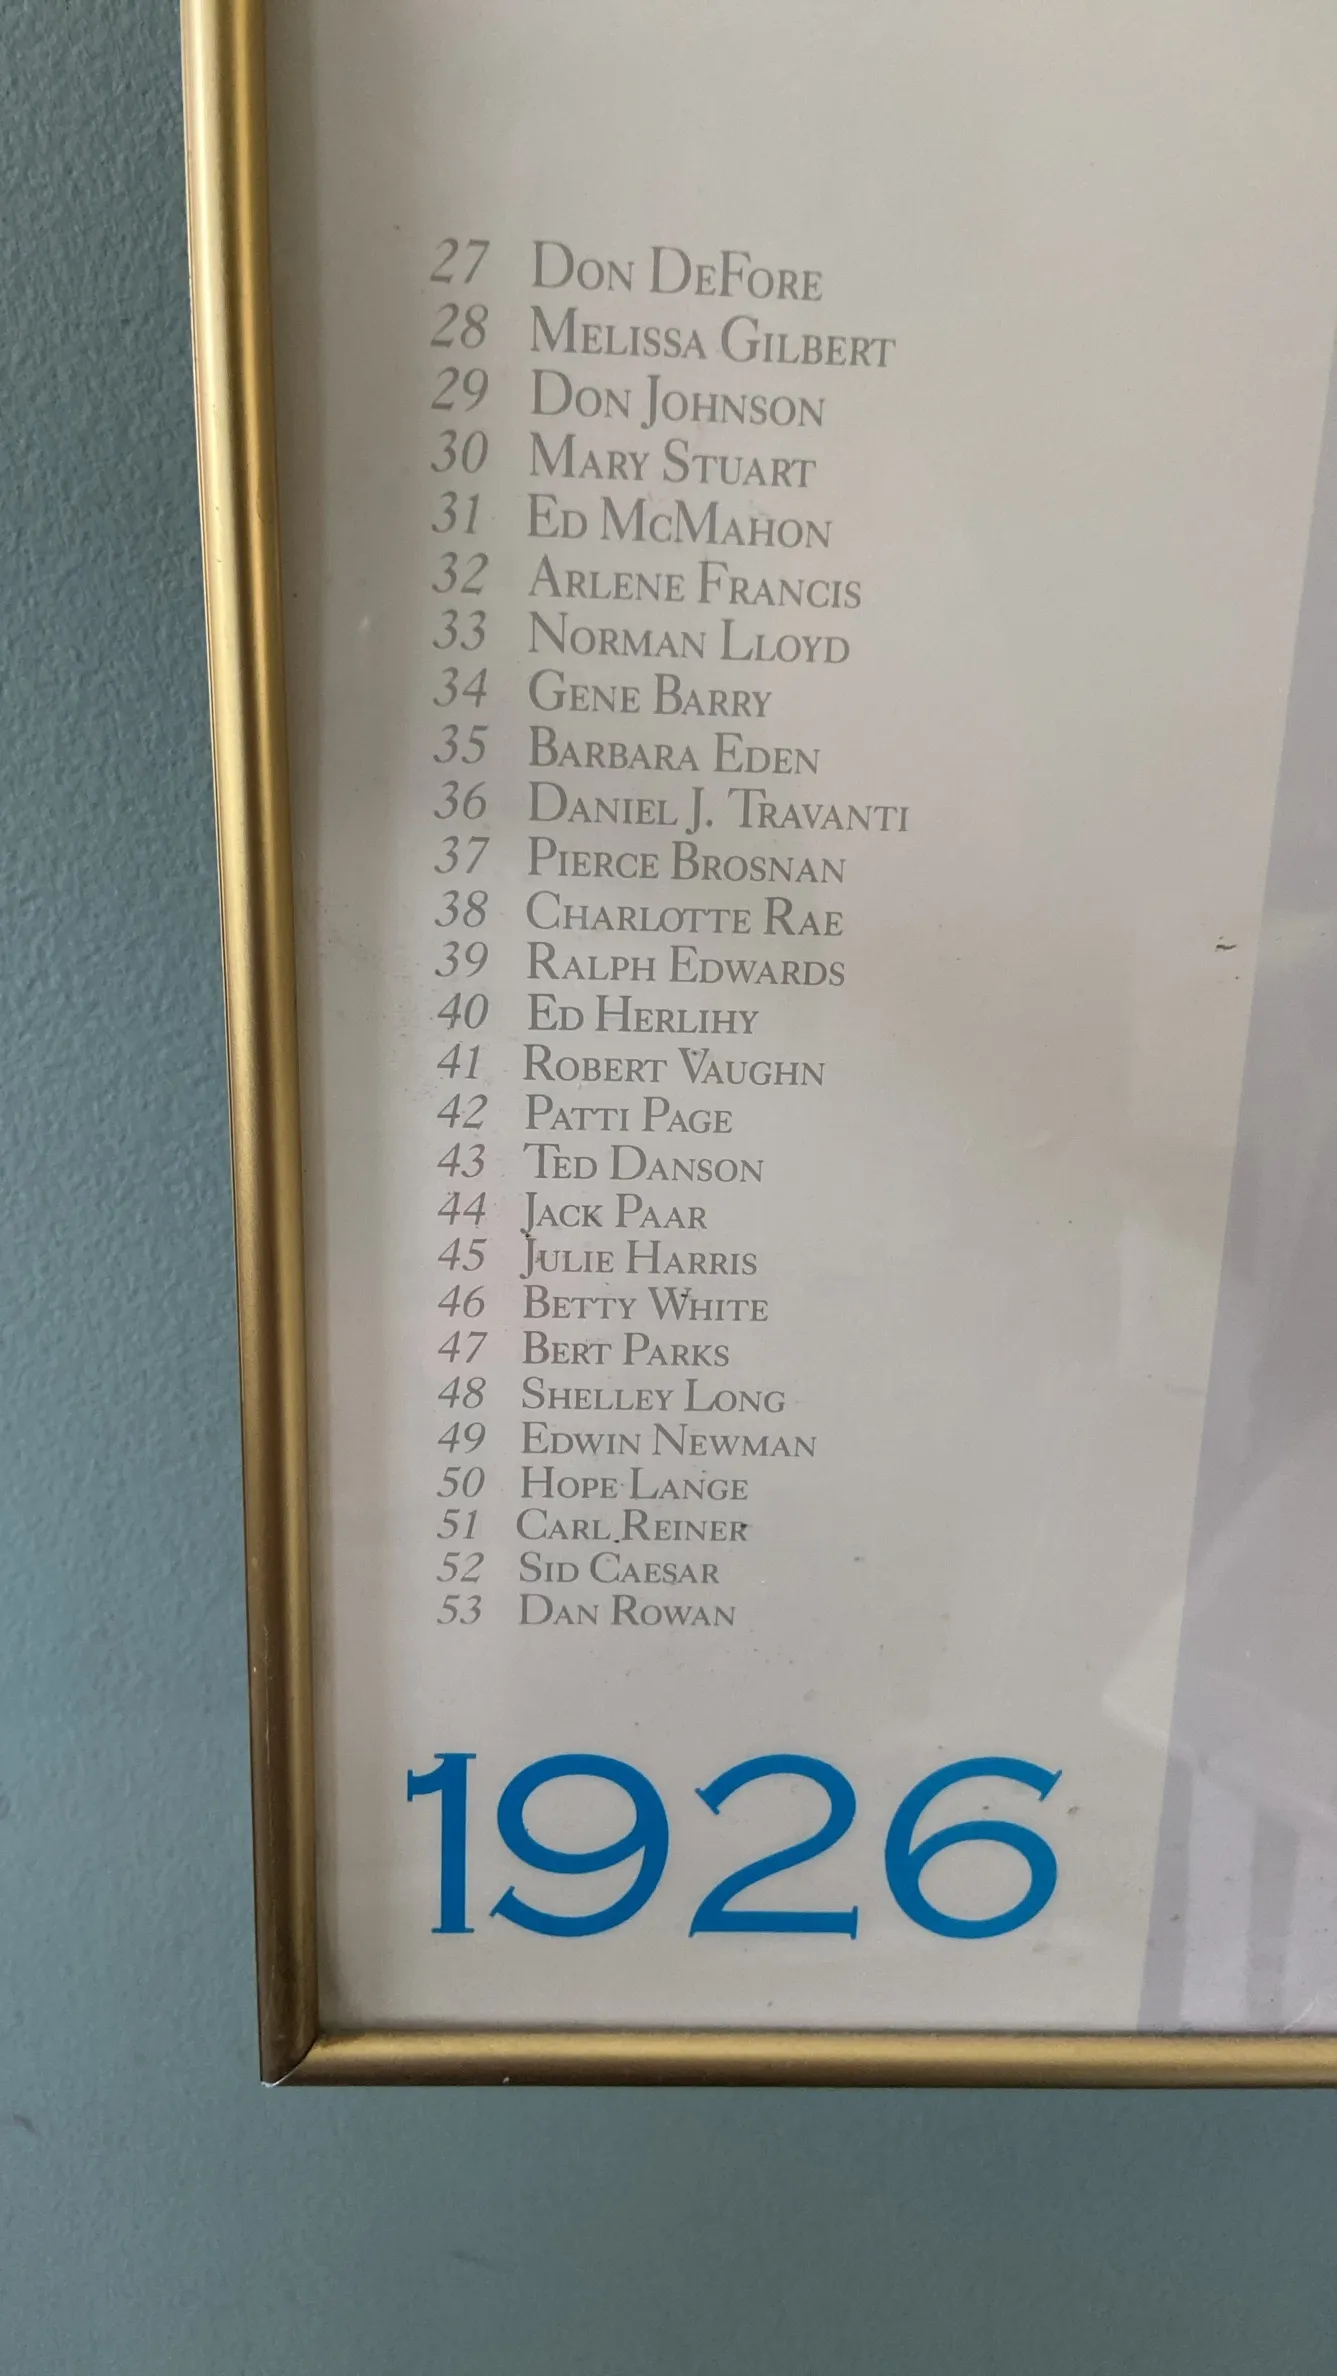 27 Don DeFore
28 Melissa Gilbert
29 Don Johnson
30 Mary Stuart
31 Ed McMahon
32 Arlene Francis
33 Norman Lloyd
34 Gene Barry
35 Barbara Eden
36 Daniel J. Travanti
37 Pierce Brosnan
38 Charlotte Rae
39 Ralph Edwards
40 Ed Herlihy
41 Robert Vaughn
42 Patti Page
43 Ted Danson
44 Jack Paar
45 Julie Harris
46 Betty White
47 Bert Parks
48 Shelley Long
49 Edwin Newman
50 Hope Lange
51 Carl Reiner
52 Sid Caesar
53 Dan Rowan
1926